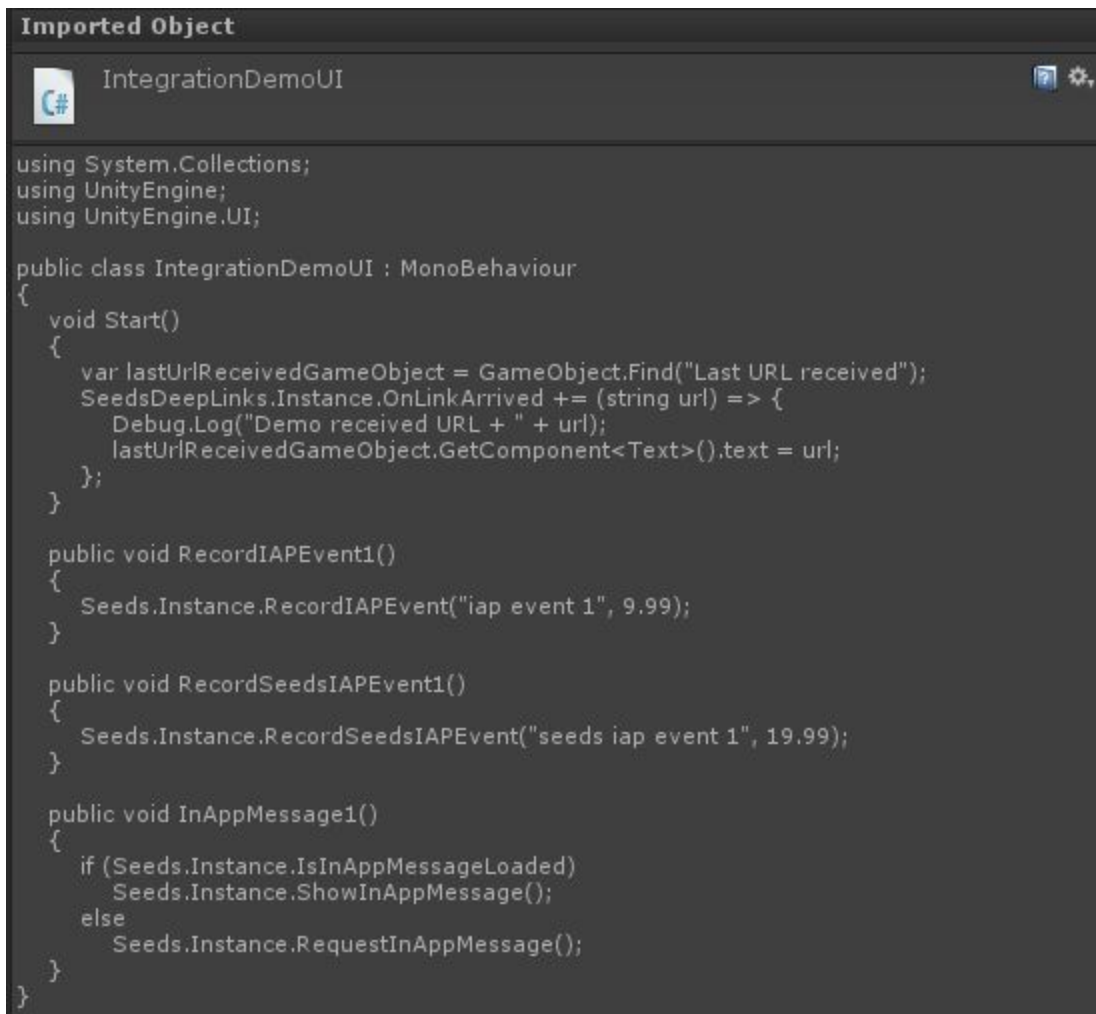 Imported Object
IntegrationDemoUI
C#
using System.Collections;
using UnityEngine;
using UnityEngine.UI;
public class IntegrationDemoUI : MonoBehaviour
{
void Start()
{
var lastUrlReceivedGameObject = GameObject.Find("Last URL received");
SeedsDeepLinks.Instance.OnLinkArrived += (string url) => {
Debug.Log("Demo received URL + " + url);
lastUrlReceivedGameObject.GetComponent<Text>().text = url;
};
}
public void RecordIAPEvent1()
{
Seeds.Instance.RecordIAPEvent("iap event 1", 9.99);
}
public void RecordSeedsIAPEvent1()
{
Seeds.Instance.RecordSeedsIAPEvent("seeds iap event 1", 19.99);
}
public void InAppMessage1()
{
if (Seeds.Instance.IsInAppMessageLoaded)
Seeds.Instance.ShowInAppMessage();
else
Seeds.Instance.RequestInAppMessage();
}
}